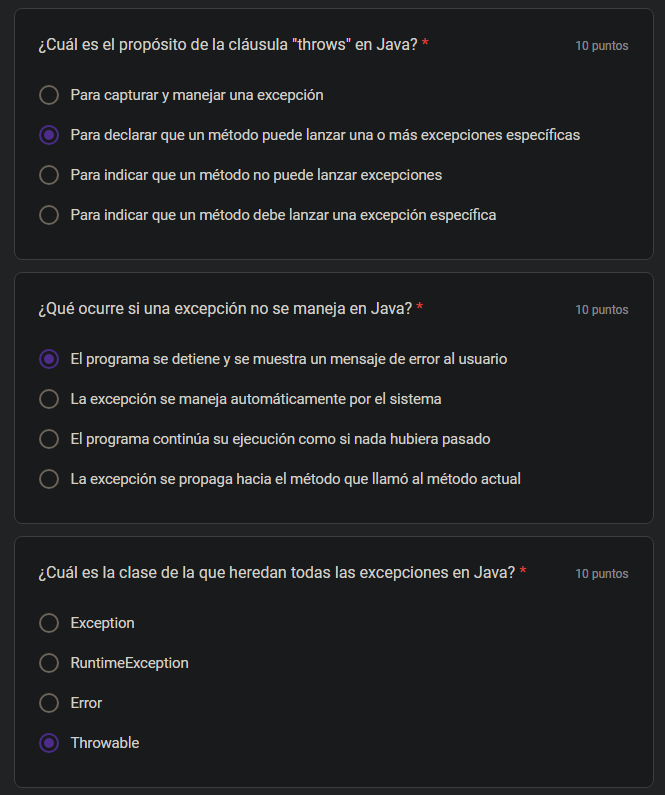 ¿Cuál es el propósito de la cláusula "throws" en Java? *
10 puntos
Para capturar y manejar una excepción
Para declarar que un método puede lanzar una o más excepciones específicas
Para indicar que un método no puede lanzar excepciones
Para indicar que un método debe lanzar una excepción específica
¿Qué ocurre si una excepción no se maneja en Java? *
10 puntos
El programa se detiene y se muestra un mensaje de error al usuario
La excepción se maneja automáticamente por el sistema
El programa continúa su ejecución como si nada hubiera pasado
La excepción se propaga hacia el método que llamó al método actual
¿Cuál es la clase de la que heredan todas las excepciones en Java? *
10 puntos
Exception
RuntimeException
Error
Throwable